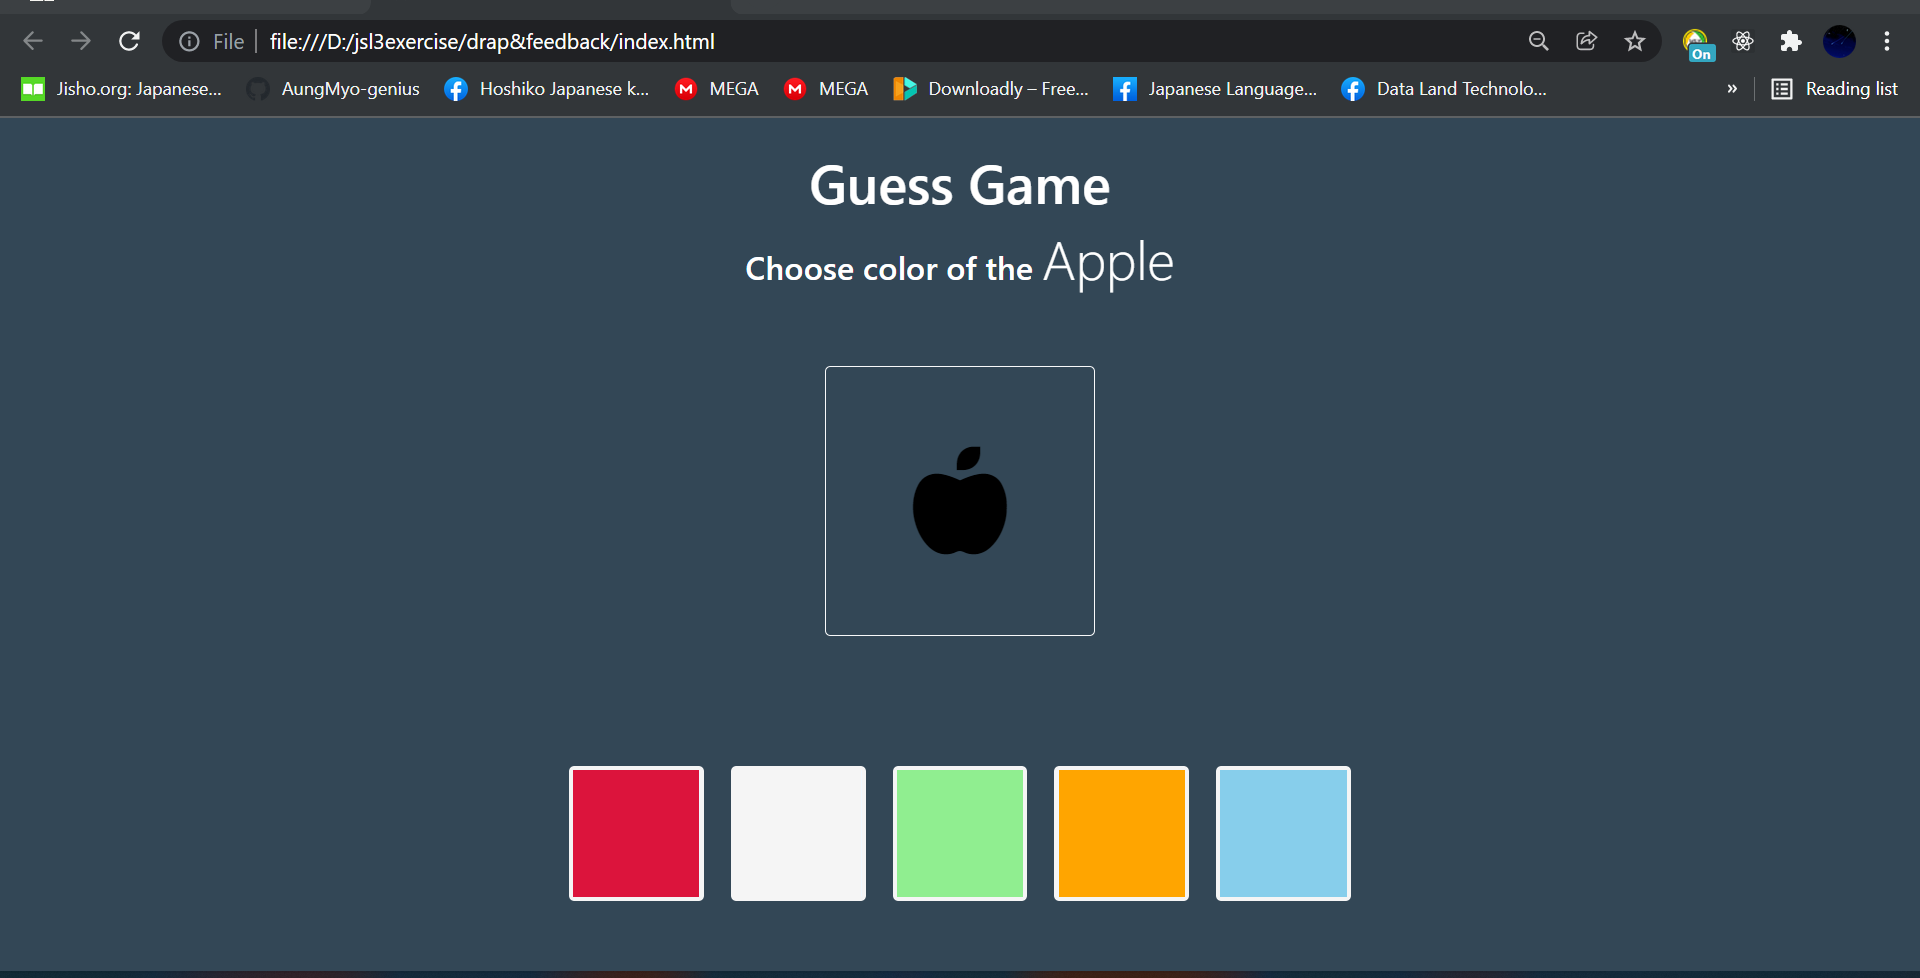 File file:///D:/jsl3exercise/drap&feedback/index.html
On
Jisho.org: Japanese... AungMyo-genius Hoshiko Japanese k... MEGA MEGA Downloadly – Free... Japanese Language... Data Land Technolo... » Reading list
Guess Game
Choose color of the Apple